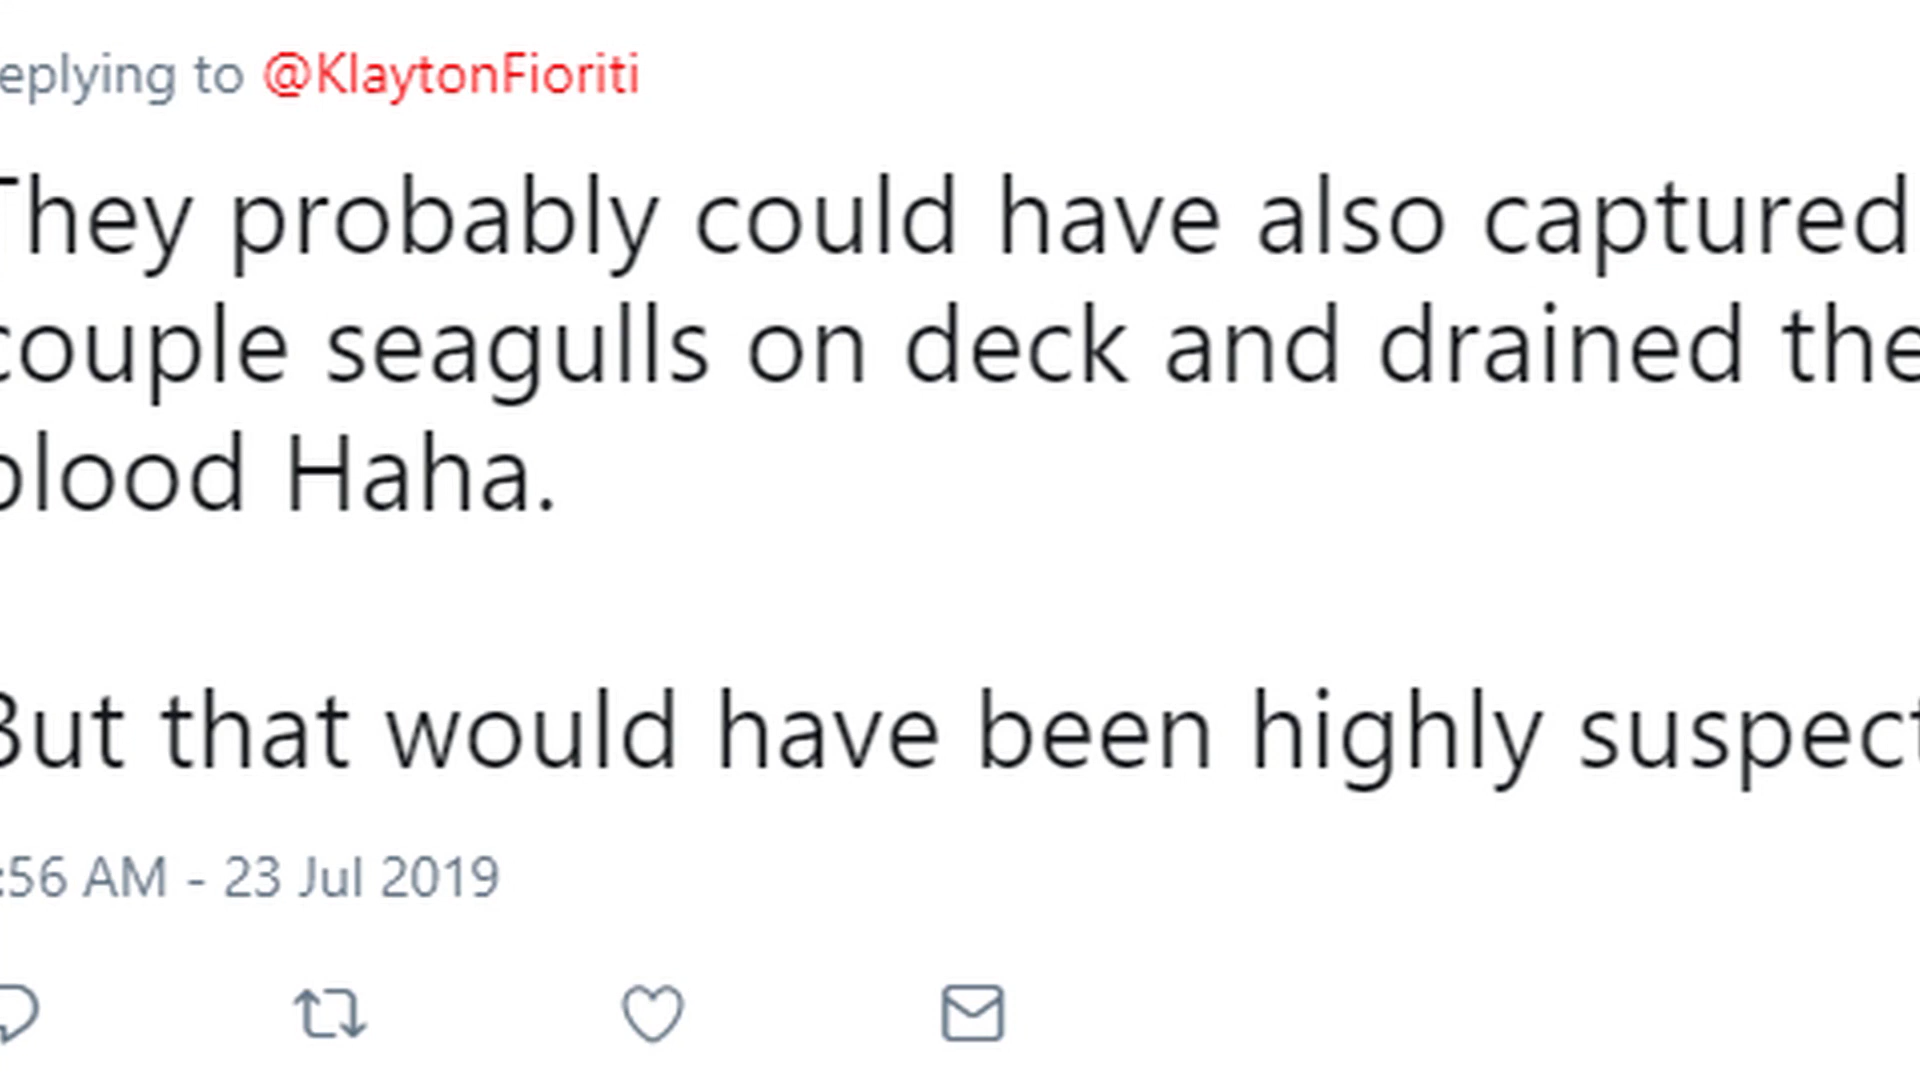 eplying to @KlaytonFioriti
They probably could have also captured
couple seagulls on deck and drained the
blood Haha.
But that would have been highly suspect
:56 AM - 23 Jul 2019